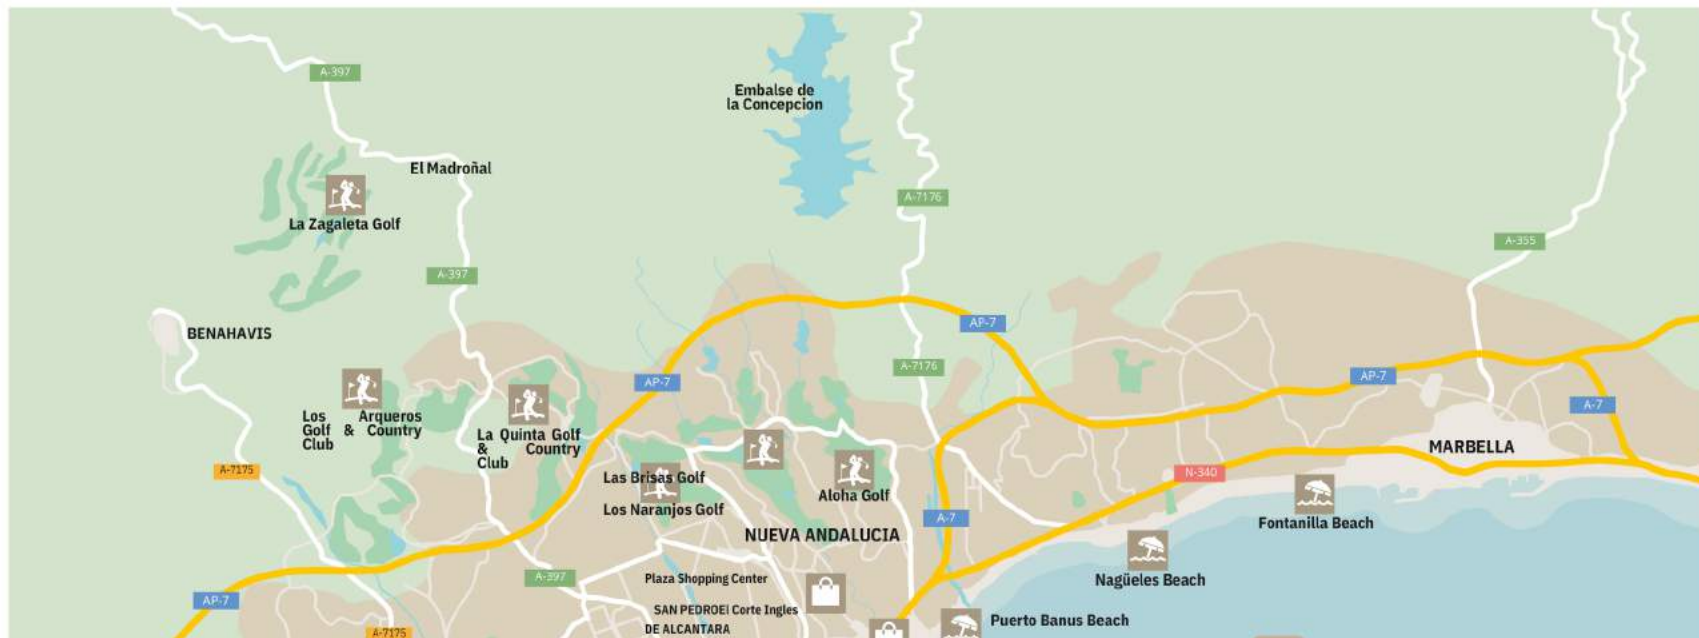 A-397
Embalse de
la Concepcion
El Madroñal
A-7176
La Zagaleta Golf
A-355
A-397
AP-7
BENAHAVIS
A-7176
AP-7
AP-7
Los Arqueros
Golf & Country
Club
A-7
La Quinta Golf
& Country
Club
MARBELLA
A-7175
Las Brisas Golf
N-340
Aloha Golf
Los Naranjos Golf
A-7
Fontanilla Beach
NUEVA ANDALUCIA
A-397
Plaza Shopping Center
Nagüeles Beach
AP-7
SAN PEDROEl Corte Ingles
DE ALCANTARA
Puerto Banus Beach
A-7175